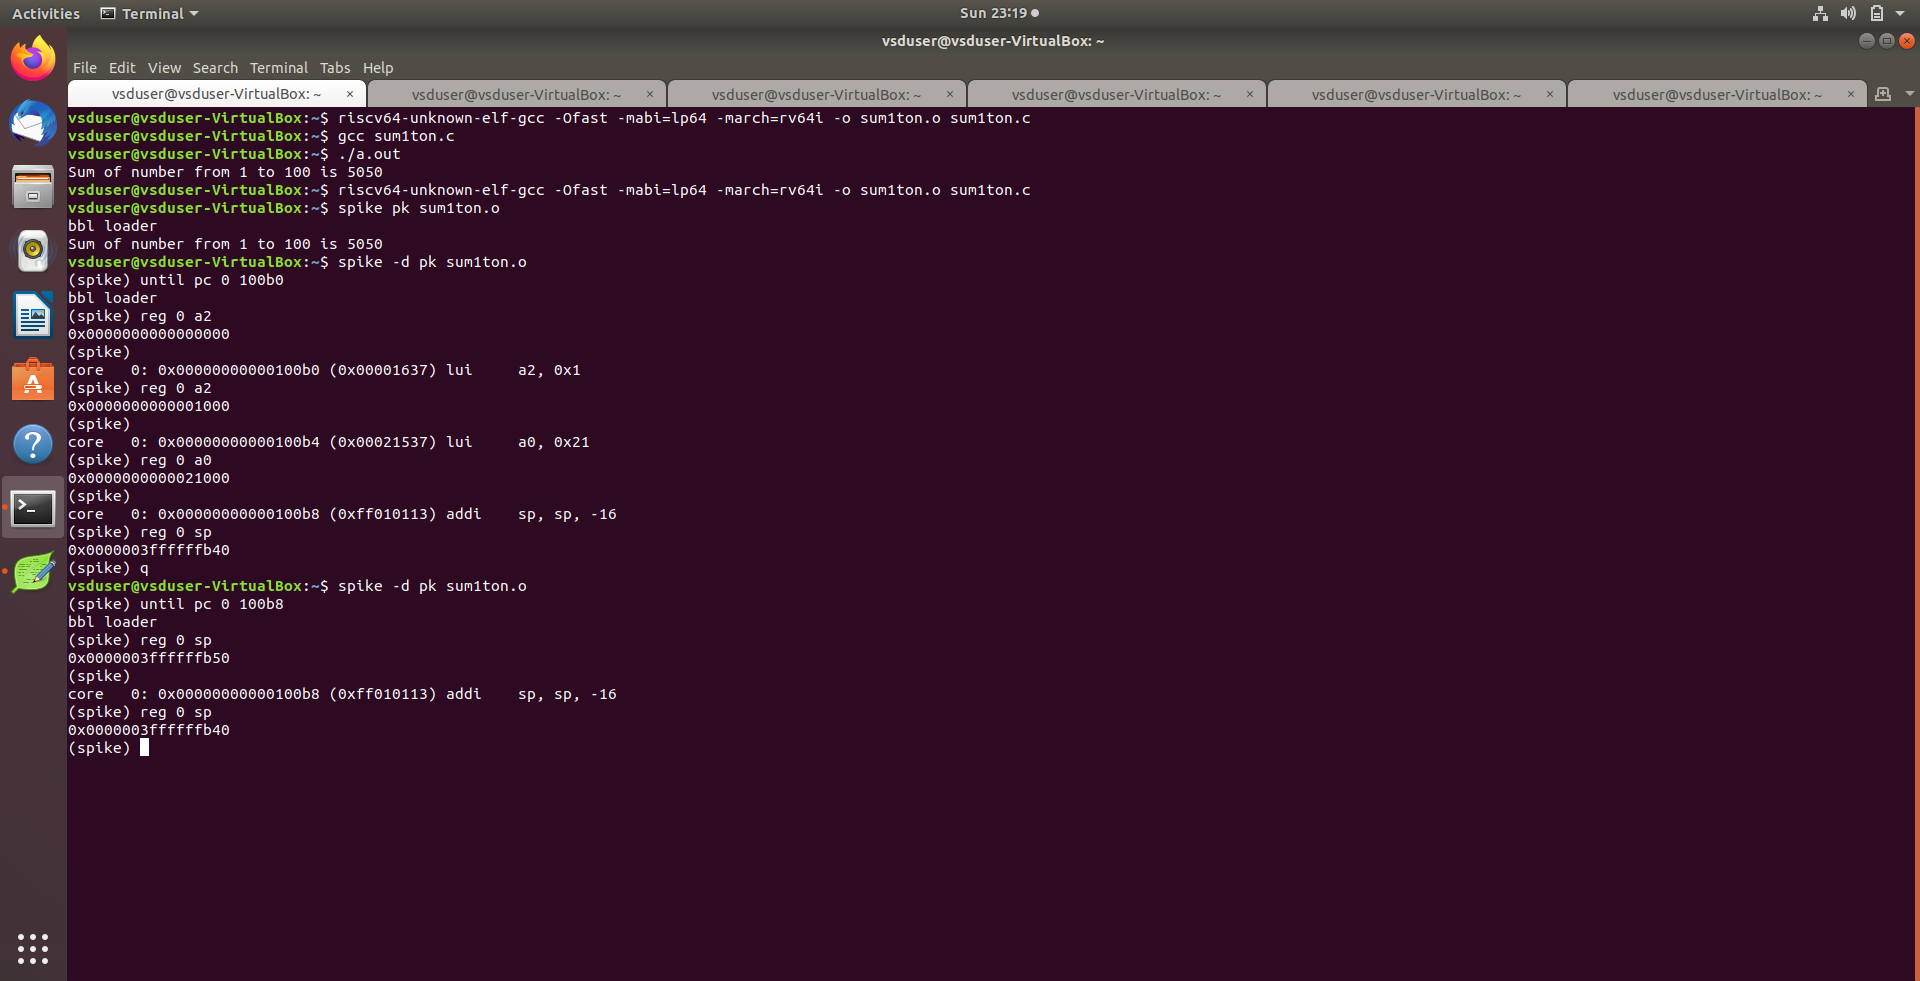 Activities Terminal Sun 23:19
vsduser@vsduser-VirtualBox: ~
File Edit View Search Terminal Tabs Help
vsduser@vsduser-VirtualBox: ~ × vsduser@vsduser-VirtualBox: ~ × vsduser@vsduser-VirtualBox: ~ × vsduser@vsduser-VirtualBox: ~ × vsduser@vsduser-VirtualBox: ~ × vsduser@vsduser-VirtualBox: ~ ×
vsduser@vsduser-VirtualBox:~$ riscv64-unknown-elf-gcc -Ofast -mabi=lp64 -march=rv64i -o sum1ton.o sum1ton.c
vsduser@vsduser-VirtualBox:~$ gcc sum1ton.c
vsduser@vsduser-VirtualBox:~$ ./a.out
Sum of number from 1 to 100 is 5050
vsduser@vsduser-VirtualBox:~$ riscv64-unknown-elf-gcc -Ofast -mabi=lp64 -march=rv64i -o sum1ton.o sum1ton.c
vsduser@vsduser-VirtualBox:~$ spike pk sum1ton.o
bbl loader
Sum of number from 1 to 100 is 5050
vsduser@vsduser-VirtualBox:~$ spike -d pk sum1ton.o
(spike) until pc 0 100b0
bbl loader
(spike) reg 0 a2
0x0000000000000000
(spike)
core   0: 0x00000000000100b0 (0x00001637) lui     a2, 0x1
(spike) reg 0 a2
0x0000000000001000
(spike)
core   0: 0x00000000000100b4 (0x00021537) lui     a0, 0x21
(spike) reg 0 a0
0x0000000000021000
(spike)
core   0: 0x00000000000100b8 (0xff010113) addi    sp, sp, -16
(spike) reg 0 sp
0x0000003ffffffb40
(spike) q
vsduser@vsduser-VirtualBox:~$ spike -d pk sum1ton.o
(spike) until pc 0 100b8
bbl loader
(spike) reg 0 sp
0x0000003ffffffb50
(spike)
core   0: 0x00000000000100b8 (0xff010113) addi    sp, sp, -16
(spike) reg 0 sp
0x0000003ffffffb40
(spike)